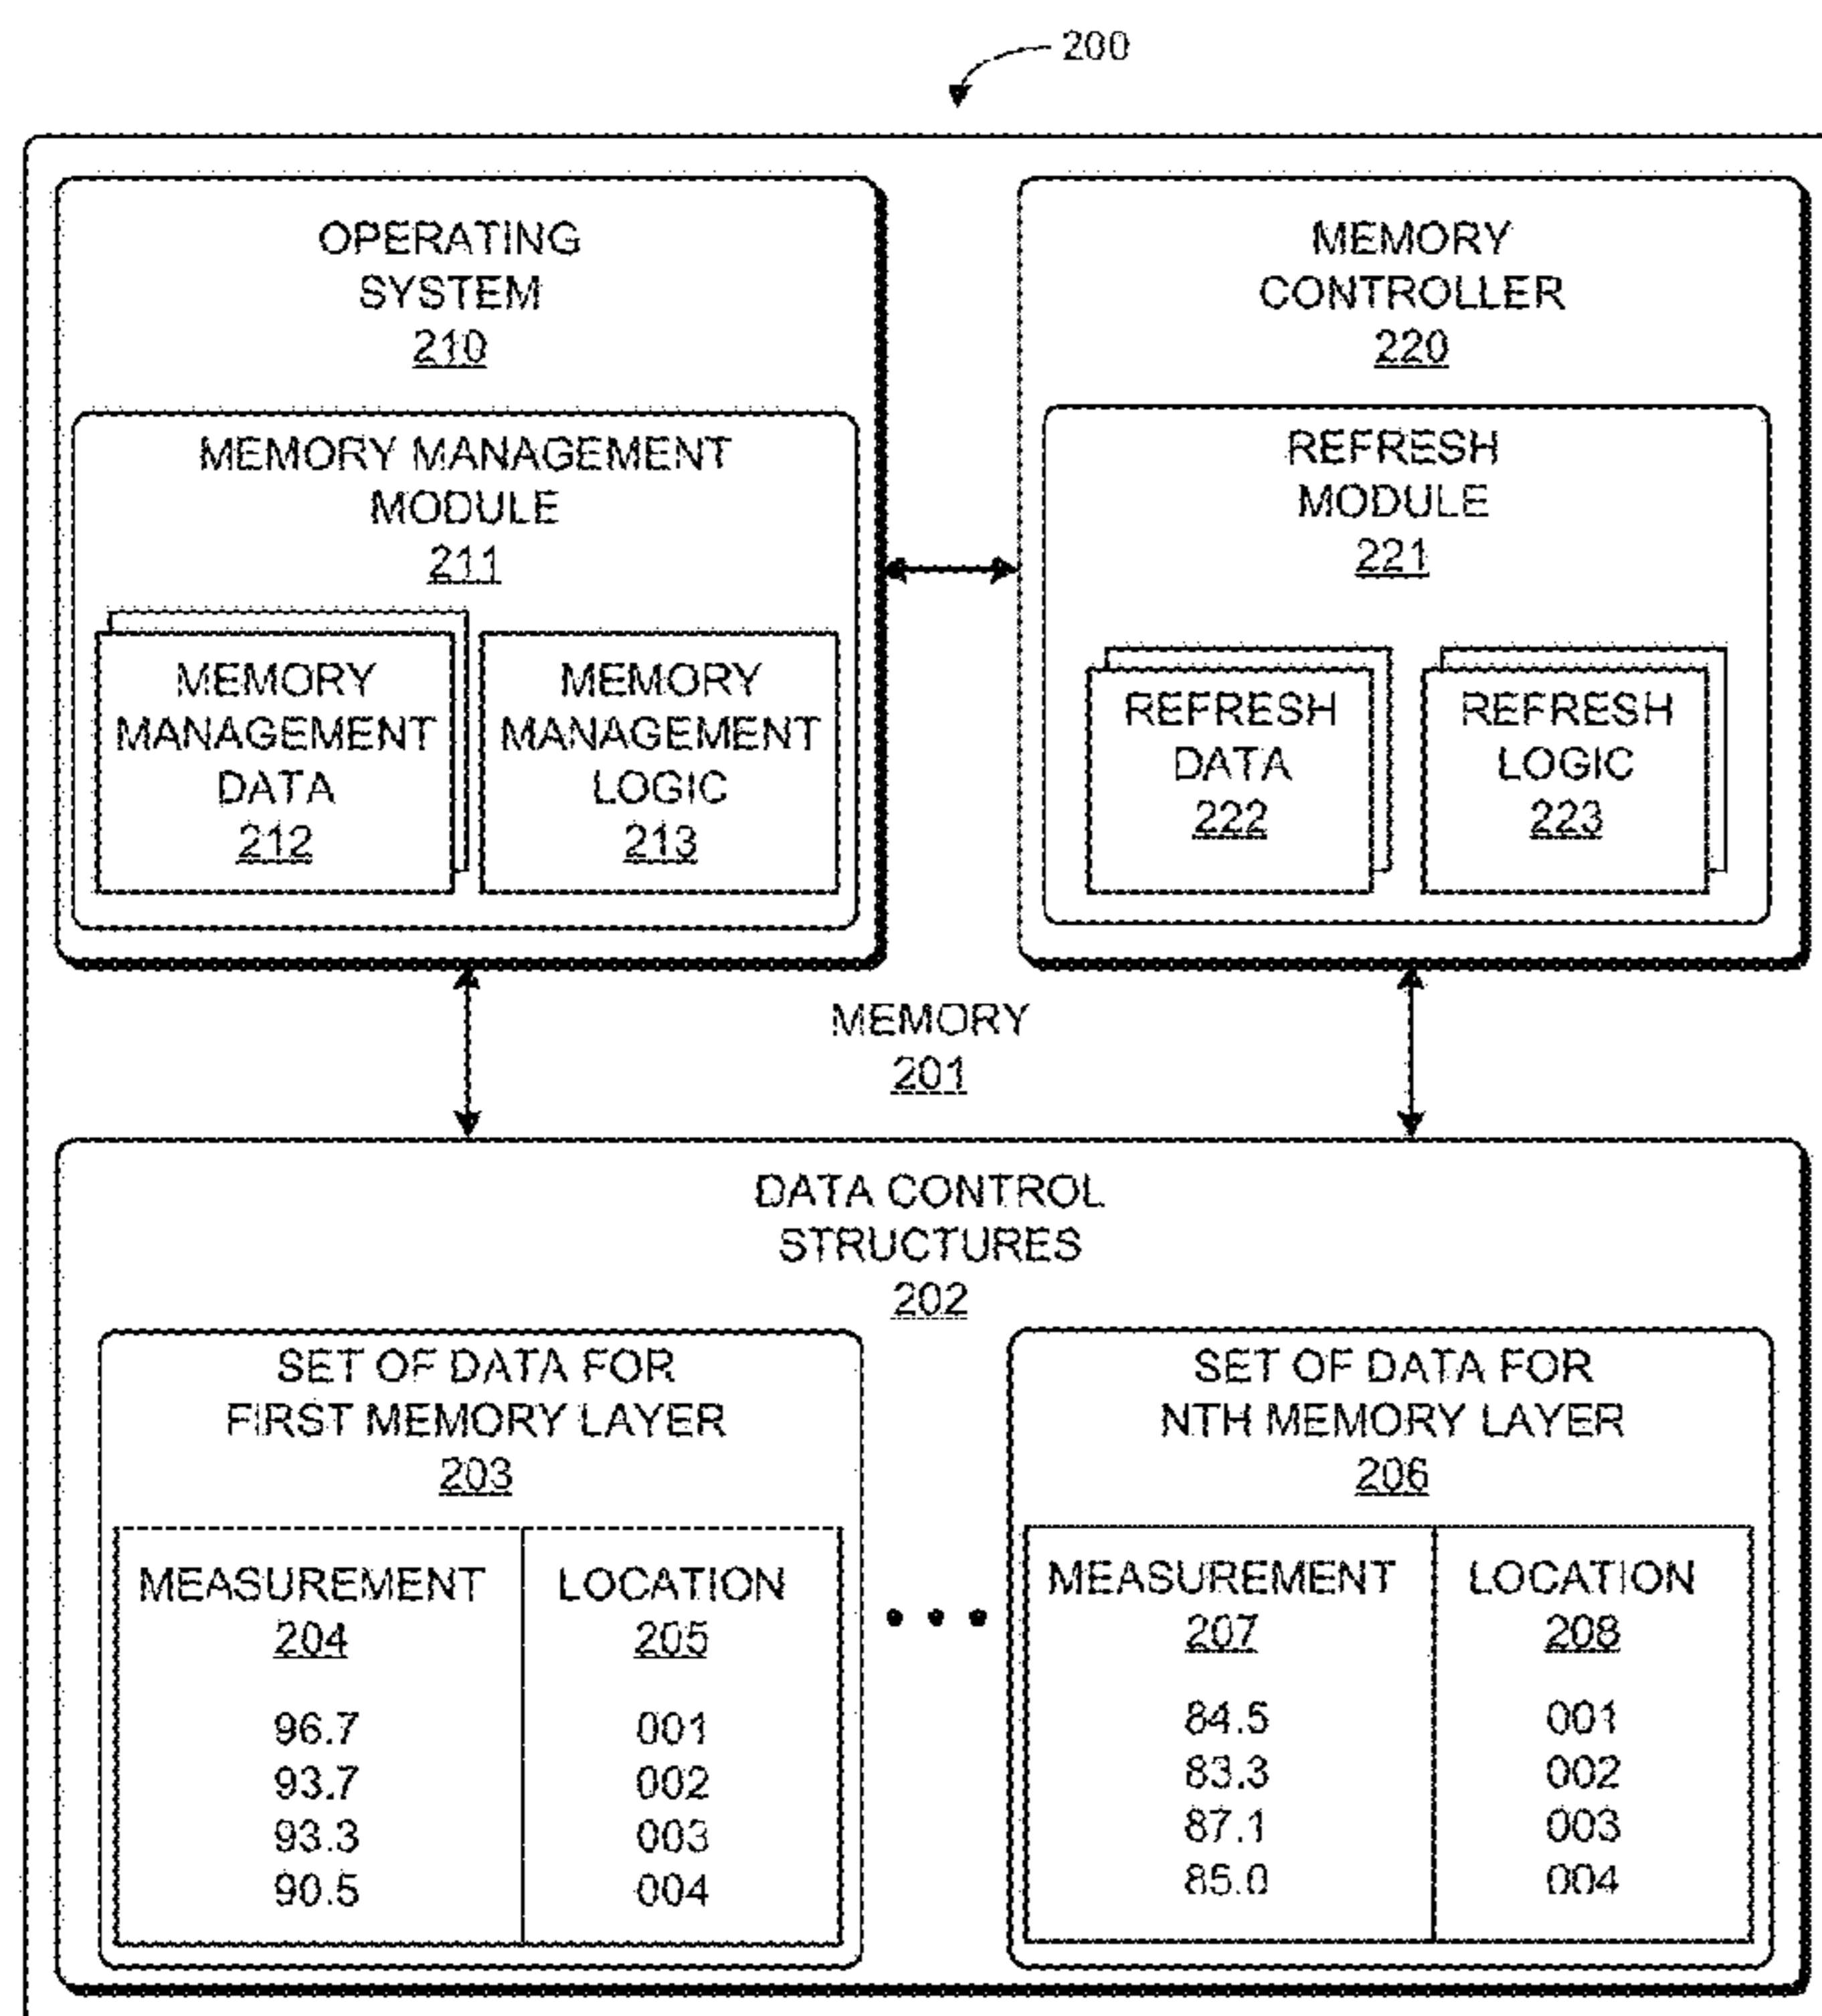 200
OPERATING
SYSTEM
210
MEMORY MANAGEMENT
MODULE
211
MEMORY
MANAGEMENT
DATA
212
MEMORY
MANAGEMENT
LOGIC
213
MEMORY
CONTROLLER
220
REFRESH
MODULE
221
REFRESH
DATA
222
REFRESH
LOGIC
223
MEMORY
201
DATA CONTROL
STRUCTURES
202
SET OF DATA FOR
FIRST MEMORY LAYER
203
MEASUREMENT LOCATION
204 205
96.7 001
93.7 002
93.3 003
90.5 004
SET OF DATA FOR
NTH MEMORY LAYER
206
MEASUREMENT LOCATION
207 208
84.5 001
83.3 002
87.1 003
85.0 004